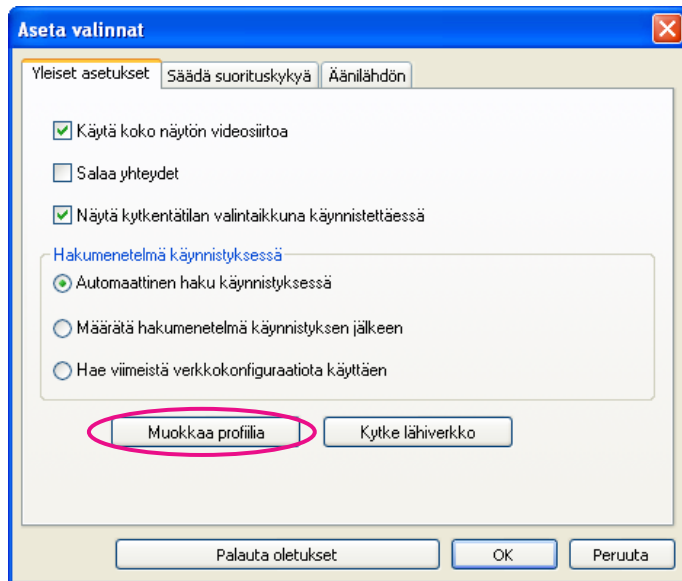 Aseta valinnat
Yleiset asetukset Säädä suorituskykyä Äänilähdön
Käytä koko näytön videosiirtoa
Salaa yhteydet
Näytä kytkentätilan valintaikkuna käynnistettäessä
Hakumenetelmä käynnistyksessä
Automaattinen haku käynnistyksessä
Määrätä hakumenetelmä käynnistyksen jälkeen
Hae viimeistä verkkokonfiguraatiota käyttäen
Muokkaa profiilia Kytke lähiverkko
Palauta oletukset OK Peruuta